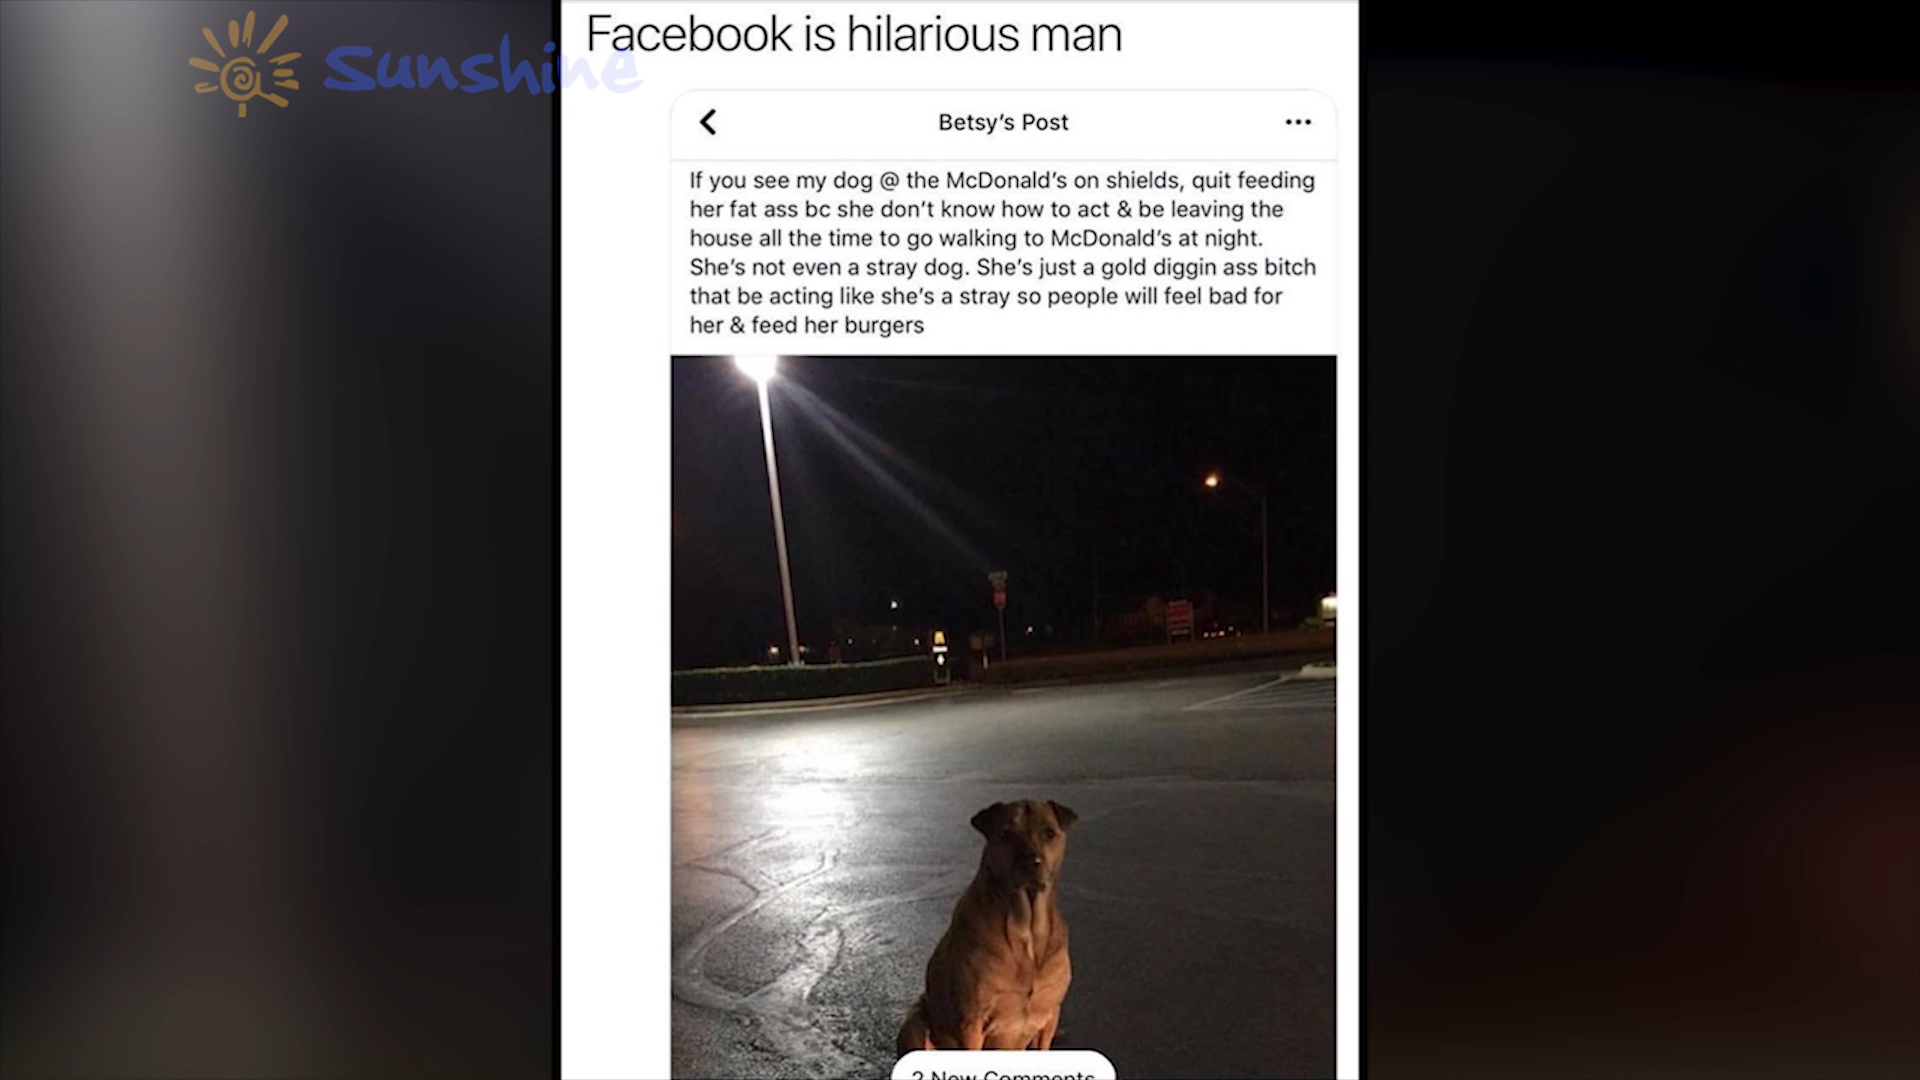 Facebook is hilarious man
Sunshine
Betsy's Post
If you see my dog @ the McDonald's on shields, quit feeding
her fat ass bc she don't know how to act & be leaving the
house all the time to go walking to McDonald's at night.
She's not even a stray dog. She's just a gold diggin ass bitch
that be acting like she's a stray so people will feel bad for
her & feed her burgers
2 New Comments